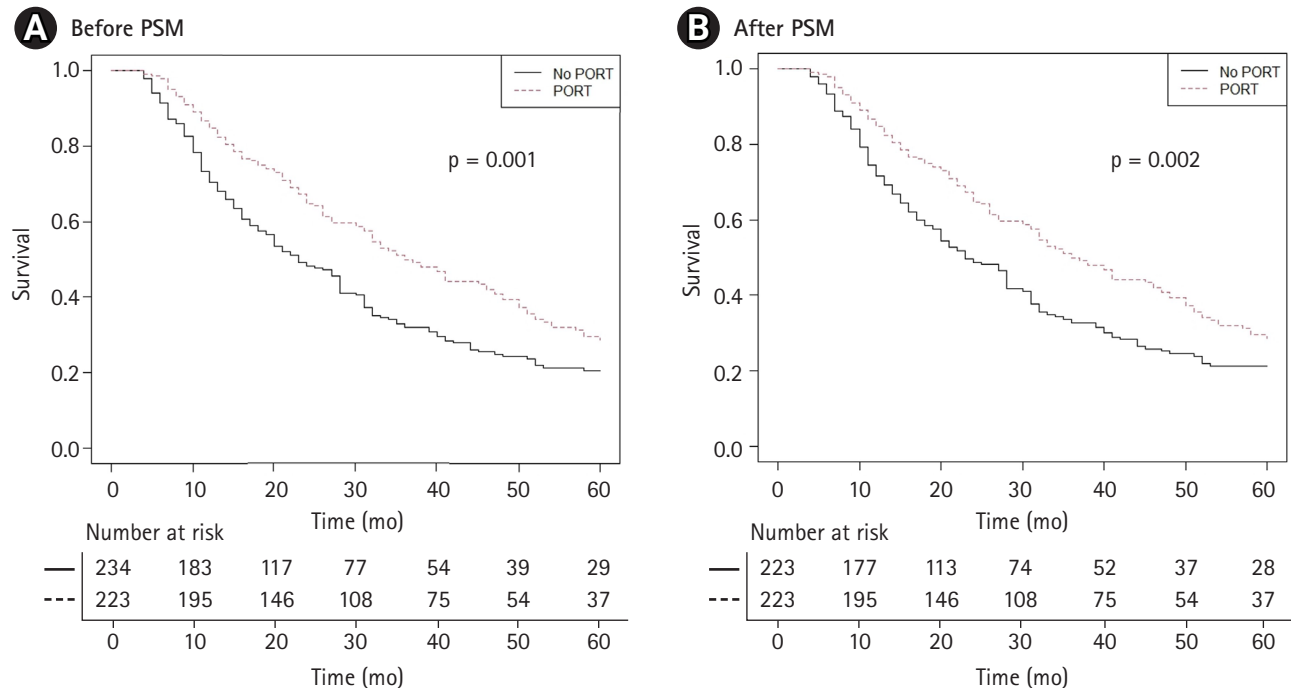 A Before PSM
No PORT
PORT
p = 0.001
Survival
1.0
0.8
0.6
0.4
0.2
0.0
0 10 20 30 40 50 60
Time (mo)
Number at risk
234 183 117 77 54 39 29
223 195 146 108 75 54 37
0 10 20 30 40 50 60
Time (mo)
B After PSM
No PORT
PORT
p = 0.002
Survival
1.0
0.8
0.6
0.4
0.2
0.0
0 10 20 30 40 50 60
Time (mo)
Number at risk
223 177 113 74 52 37 28
223 195 146 108 75 54 37
0 10 20 30 40 50 60
Time (mo)